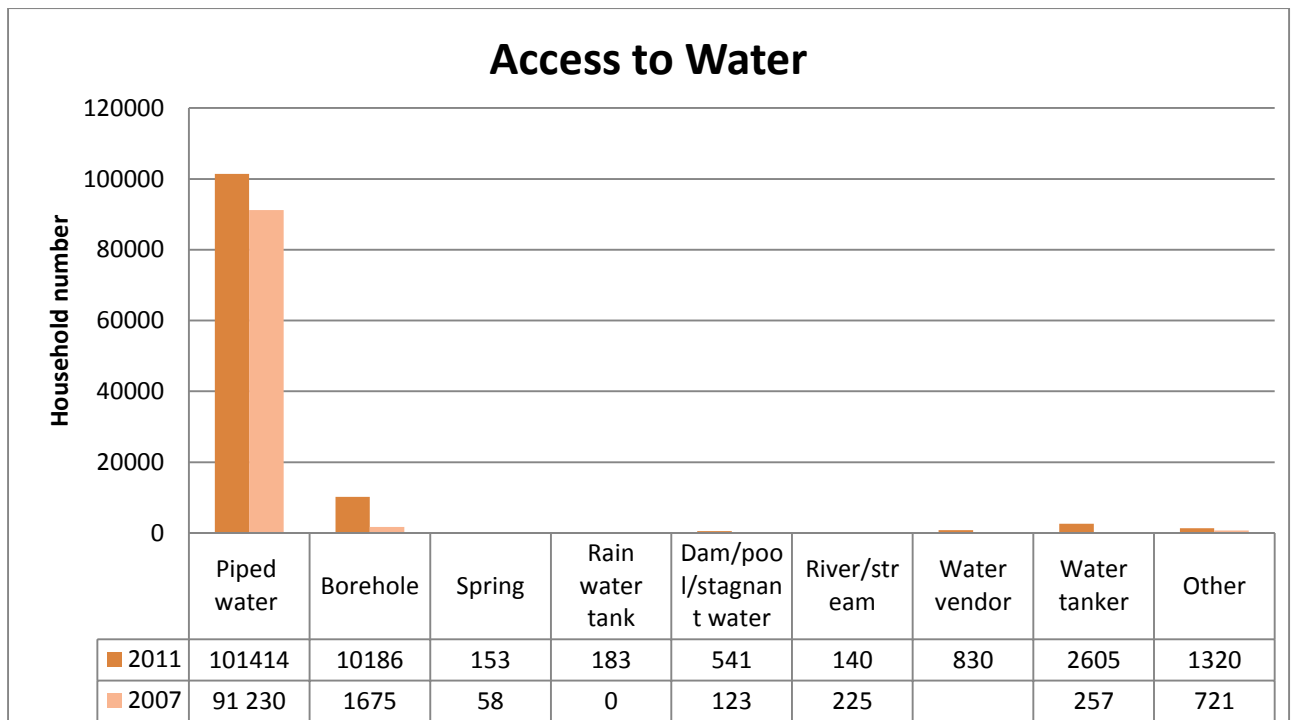 Access to Water
120000
100000
80000
60000
40000
20000
0
Household number
Piped
water
Borehole
Spring
Rain
water
tank
Dam/poo
l/stagnan
t water
River/str
eam
Water
vendor
Water
tanker
Other
2011 101414 10186 153 183 541 140 830 2605 1320
2007 91 230 1675 58 0 123 225 257 721